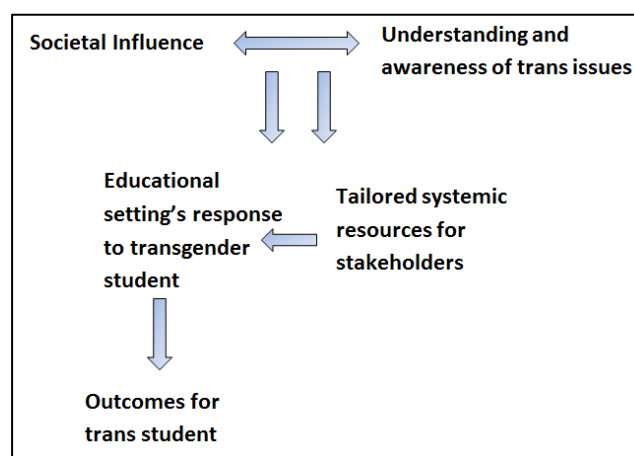 Societal Influence
Understanding and
awareness of trans issues
Educational
setting’s response
to transgender
student
Tailored systemic
resources for
stakeholders
Outcomes for
trans student